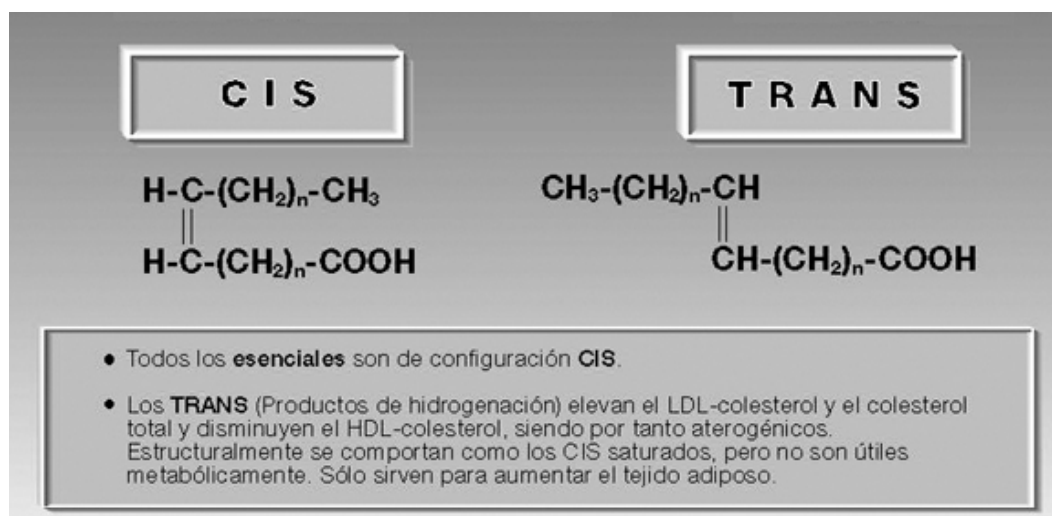 CIS
TRANS
H-C-(CH₂)ₙ-CH₃
H-C-(CH₂)ₙ-COOH
CH₃-(CH₂)ₙ-CH
CH-(CH₂)ₙ-COOH
• Todos los esenciales son de configuración CIS.
• Los TRANS (Productos de hidrogenación) elevan el LDL-colesterol y el colesterol
total y disminuyen el HDL-colesterol, siendo por tanto aterogénicos.
Estructuralmente se comportan como los CIS saturados, pero no son útiles
metabólicamente. Sólo sirven para aumentar el tejido adiposo.